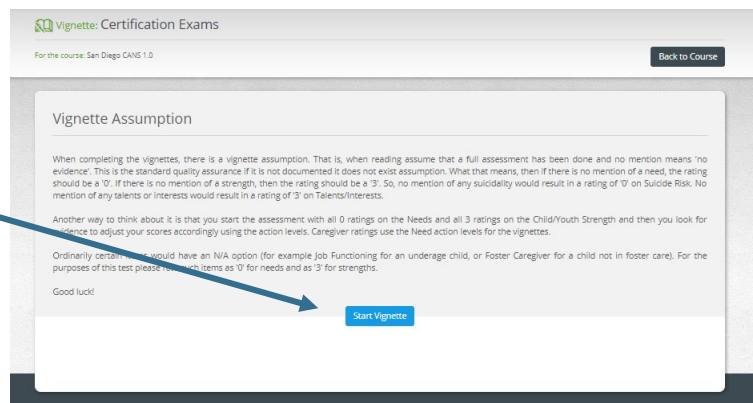 Vignette: Certification Exams
For the course: San Diego CANS 1.0
Back to Course
Vignette Assumption
When completing the vignettes, there is a vignette assumption. That is, when reading assume that a full assessment has been done and no mention means 'no
evidence'. This is the standard quality assurance if it is not documented it does not exist assumption. What that means, then if there is no mention of a need, the rating
should be a '0'. If there is no mention of a strength, then the rating should be a '3'. So, no mention of any suicidality would result in a rating of '0' on Suicide Risk. No
mention of any talents or interests would result in a rating of '3' on Talents/Interests.
Another way to think about it is that you start the assessment with all 0 ratings on the Needs and all 3 ratings on the Child/Youth Strength and then you look for
evidence to adjust your scores accordingly using the action levels. Caregiver ratings use the Need action levels for the vignettes.
Ordinarily certain would have an N/A option (for example Job Functioning for an underage child, or Foster Caregiver for a child not in foster care). For the
purposes of this test please such items as '0' for needs and as '3' for strengths.
Good luck!
Start Vignette